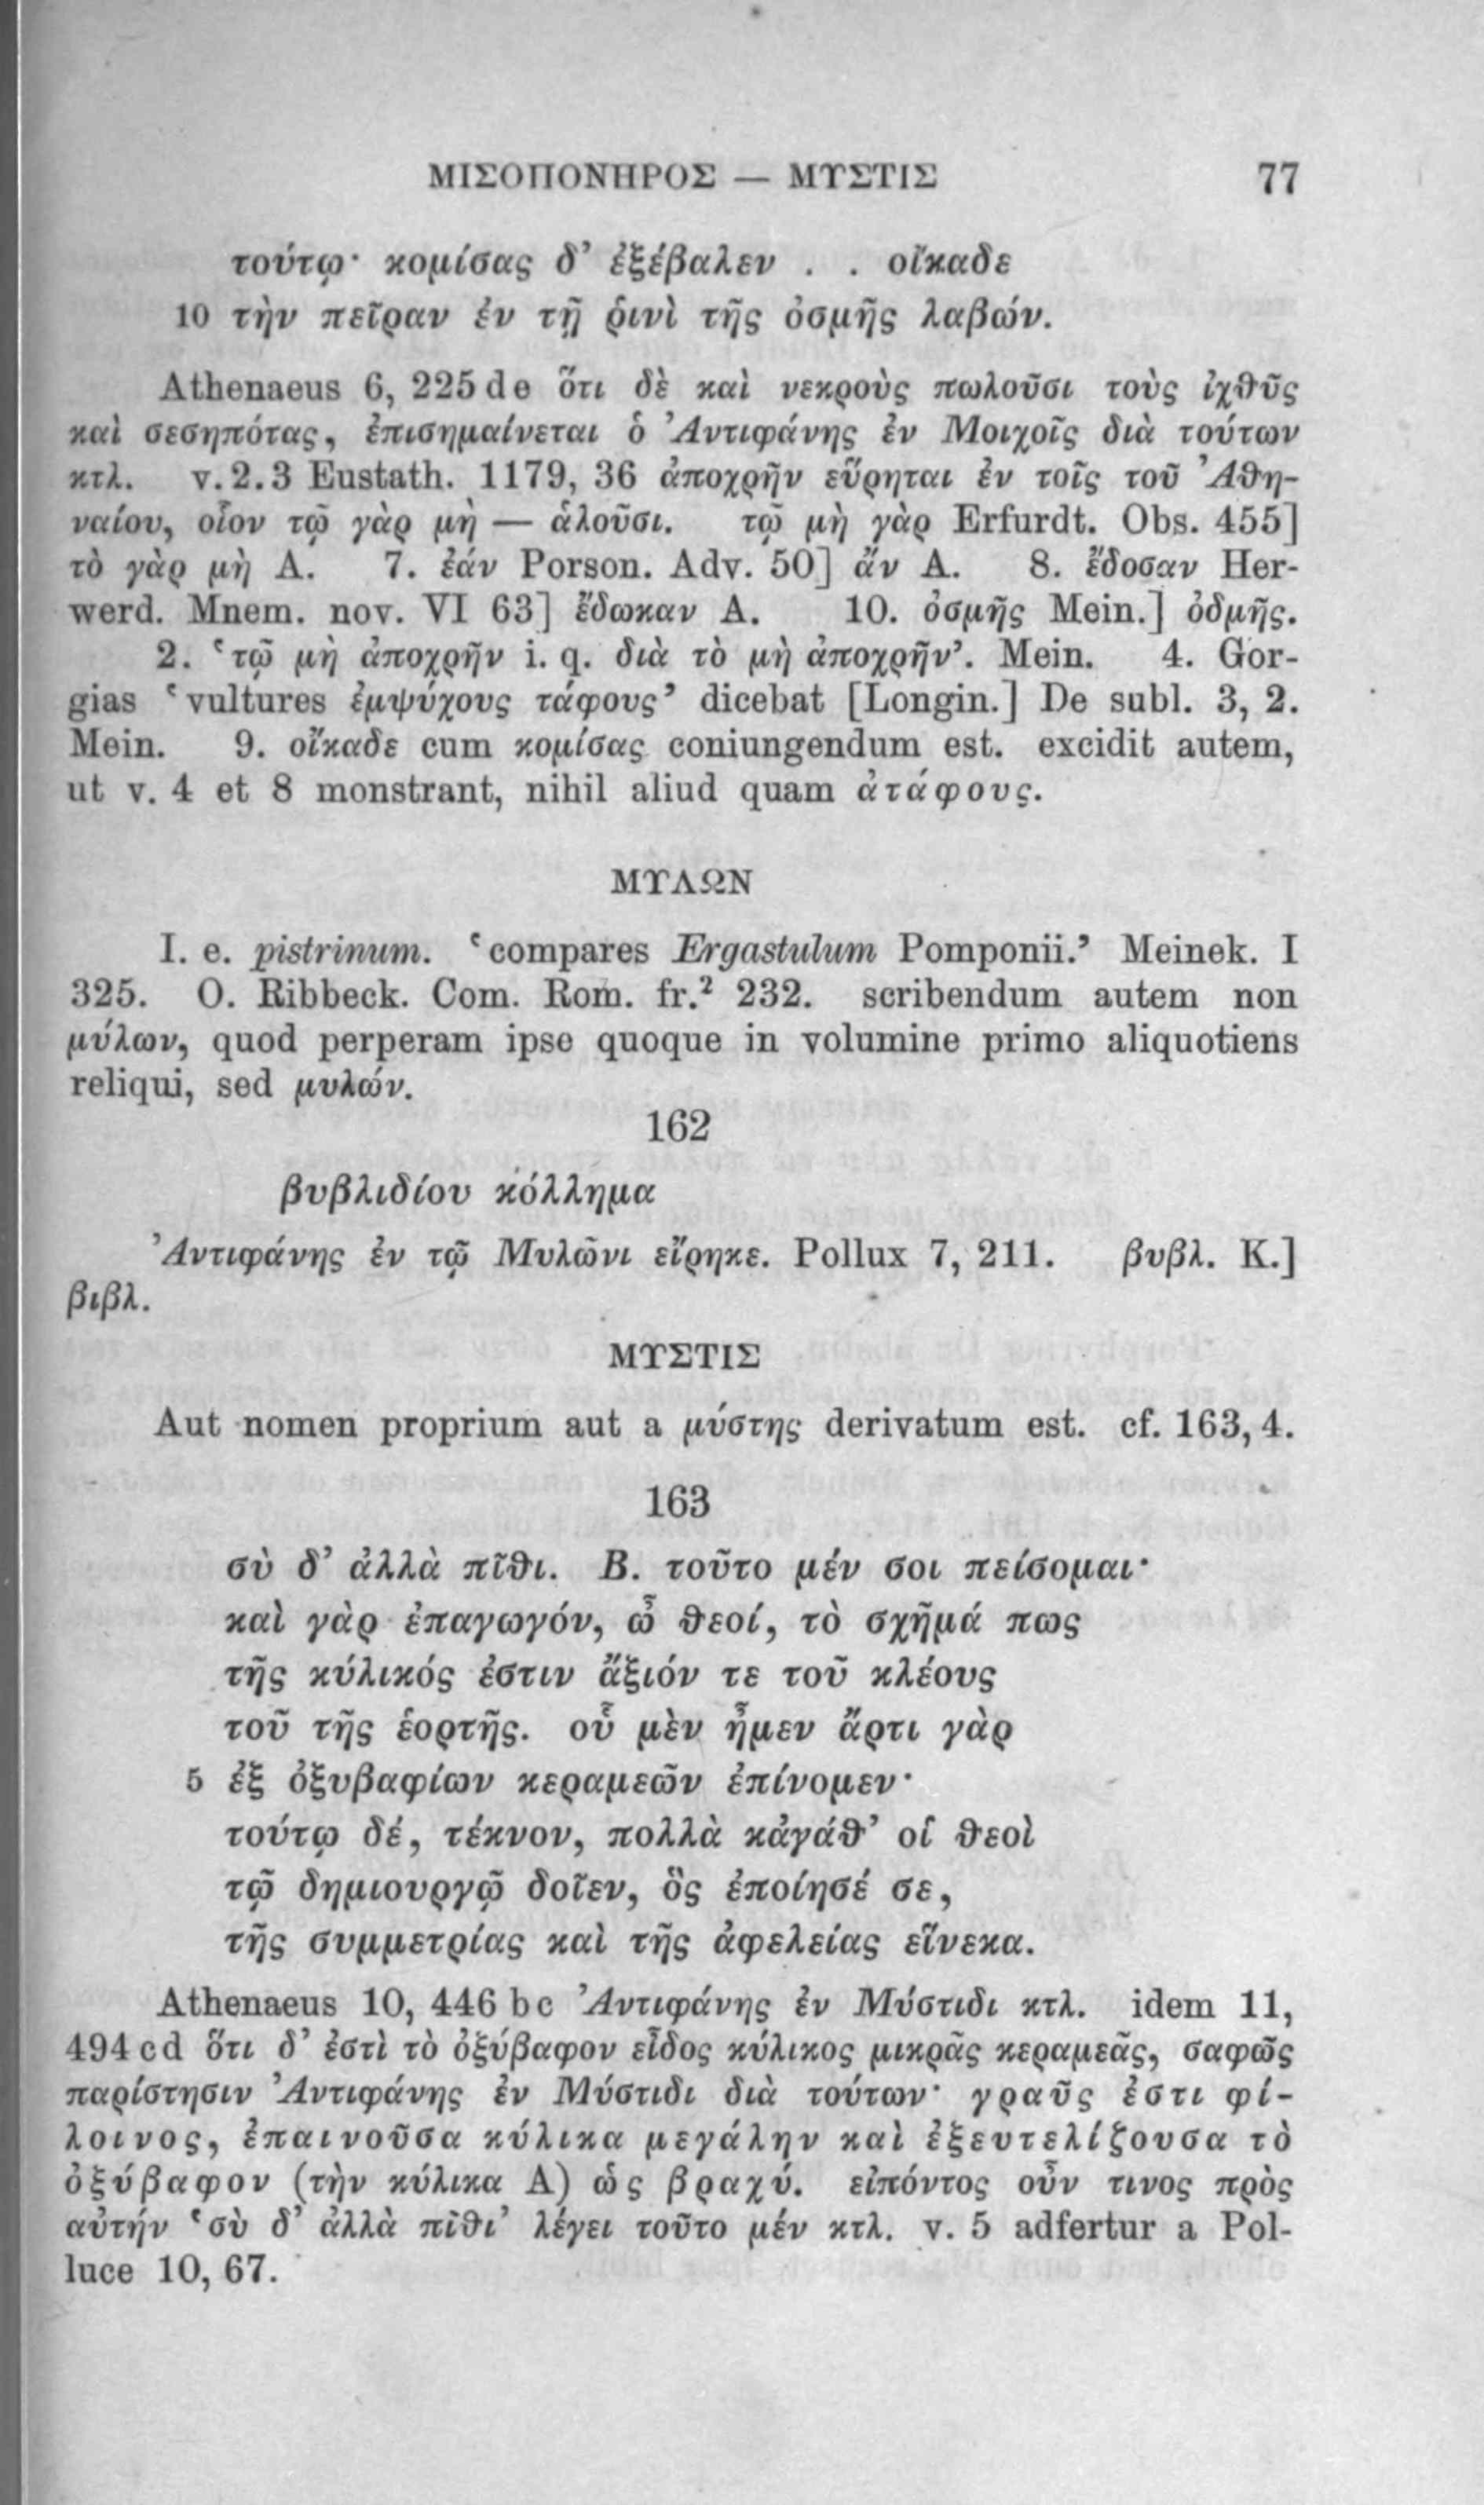 ΜΙΣΟΠΟΝΗΡΟΣ — ΜΥΣΤΙΣ 77
τούτῳ· κομίσας δ’ ἐξέβαλεν . . οἴκαδε
10 τὴν πεῖραν ἐν τῇ ῥινὶ τῆς ὀσμῆς λαβών.
Athenaeus 6, 225 de ὅτι δὲ καὶ νεκροὺς πωλοῦσι τοὺς ἰχθῦς
καὶ σεσηπότας, ἐπισημαίνεται ὁ Ἀντιφάνης ἐν Μοιχοῖς διὰ τούτων
κτλ. v. 2. 3 Eustath. 1179, 36 ἀποχρῆν εὕρηται ἐν τοῖς τοῦ Ἀθη-
ναίου, οἷον τῷ γὰρ μὴ — ἁλοῦσι. τῷ μὴ γὰρ Erfurdt. Obs. 455]
τὸ γὰρ μὴ A. 7. ἐάν Porson. Adv. 50] ἄν A. 8. ἔδοσαν Her-
werd. Mnem. nov. VI 63] ἔδωκαν A. 10. ὀσμῆς Mein.] ὀδμῆς.
2. ‘τῷ μὴ ἀποχρῆν i. q. διὰ τὸ μὴ ἀποχρῆν’. Mein. 4. Gor-
gias ‘vultures ἐμψύχους τάφους’ dicebat [Longin.] De subl. 3, 2.
Mein. 9. οἴκαδε cum κομίσας coniungendum est. excidit autem,
ut v. 4 et 8 monstrant, nihil aliud quam ἀτάφους.
ΜΥΛΩΝ
I. e. pistrinum. ‘compares Ergastulum Pomponii.’ Meinek. I
325. O. Ribbeck. Com. Rom. fr.² 232. scribendum autem non
μύλων, quod perperam ipse quoque in volumine primo aliquotiens
reliqui, sed μυλών.
162
βυβλιδίου κόλλημα
Ἀντιφάνης ἐν τῷ Μυλῶνι εἴρηκε. Pollux 7, 211. βυβλ. K.]
βιβλ.
ΜΥΣΤΙΣ
Aut nomen proprium aut a μύστης derivatum est. cf. 163, 4.
163
σὺ δ’ ἀλλὰ πῖθι. B. τοῦτο μέν σοι πείσομαι·
καὶ γὰρ ἐπαγωγόν, ὦ θεοί, τὸ σχῆμά πως
τῆς κύλικός ἐστιν ἄξιόν τε τοῦ κλέους
τοῦ τῆς ἑορτῆς. οὗ μὲν ἦμεν ἄρτι γὰρ
5 ἐξ ὀξυβαφίων κεραμεῶν ἐπίνομεν·
τούτῳ δέ, τέκνον, πολλὰ κἀγάθ’ οἱ θεοὶ
τῷ δημιουργῷ δοῖεν, ὃς ἐποίησέ σε,
τῆς συμμετρίας καὶ τῆς ἀφελείας εἵνεκα.
Athenaeus 10, 446 bc Ἀντιφάνης ἐν Μύστιδι κτλ. idem 11,
494 cd ὅτι δ’ ἐστὶ τὸ ὀξύβαφον εἶδος κύλικος μικρᾶς κεραμεᾶς, σαφῶς
παρίστησιν Ἀντιφάνης ἐν Μύστιδι διὰ τούτων· γραῦς ἐστι φί-
λοινος, ἐπαινοῦσα κύλικα μεγάλην καὶ ἐξευτελίζουσα τὸ
ὀξύβαφον (τὴν κύλικα A) ὡς βραχύ. εἰπόντος οὖν τινος πρὸς
αὐτήν ‘σὺ δ’ ἀλλὰ πῖθι’ λέγει τοῦτο μέν κτλ. v. 5 adfertur a Pol-
luce 10, 67.